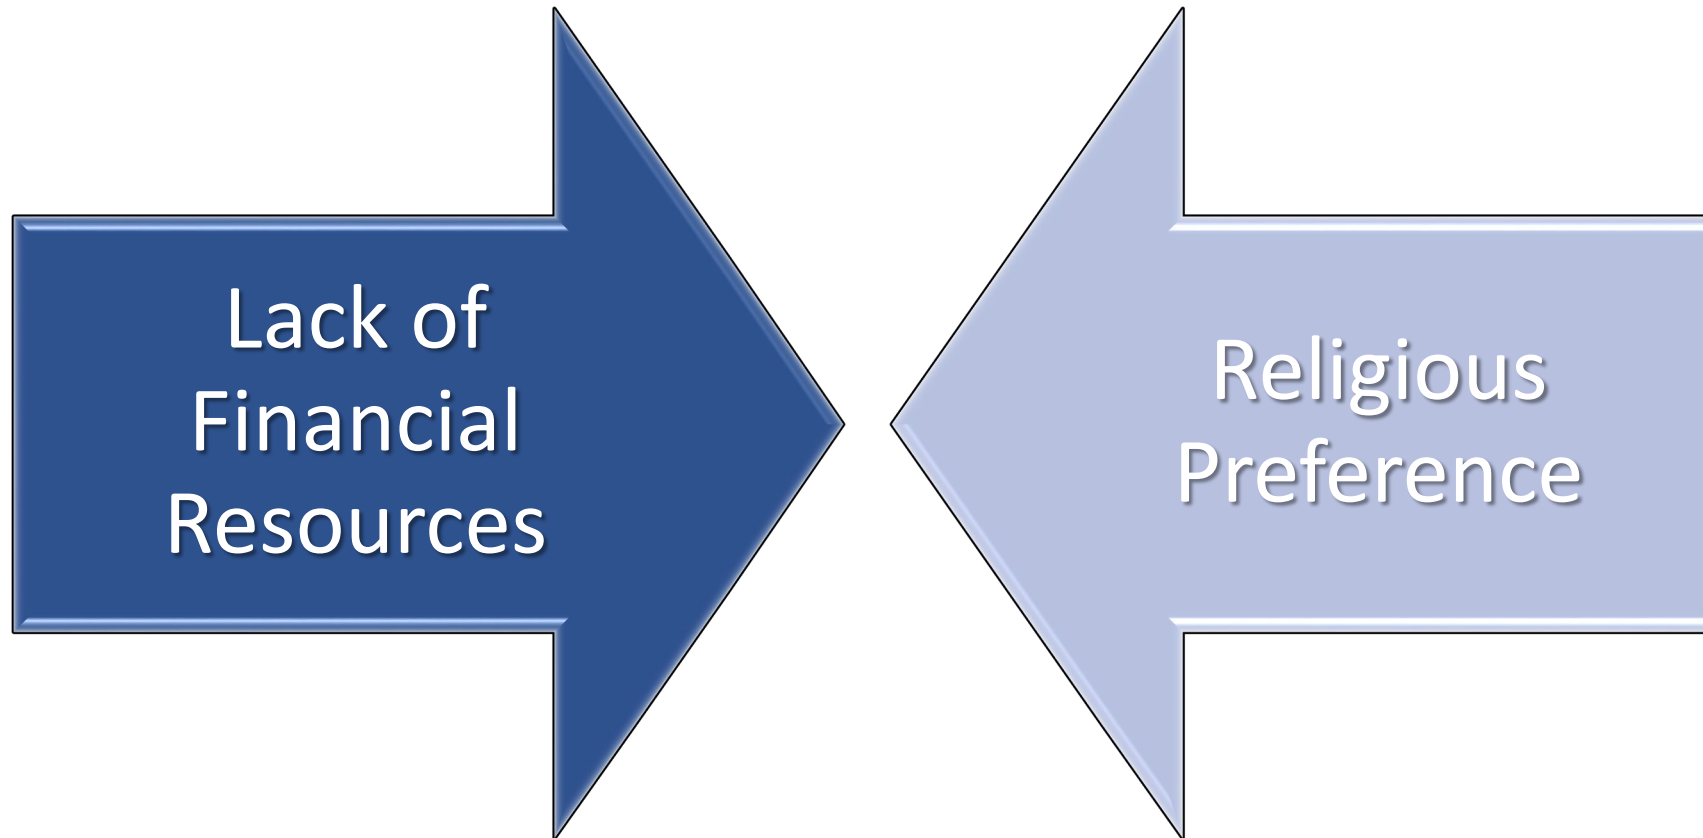 Lack of
Financial
Resources
Religious
Preference